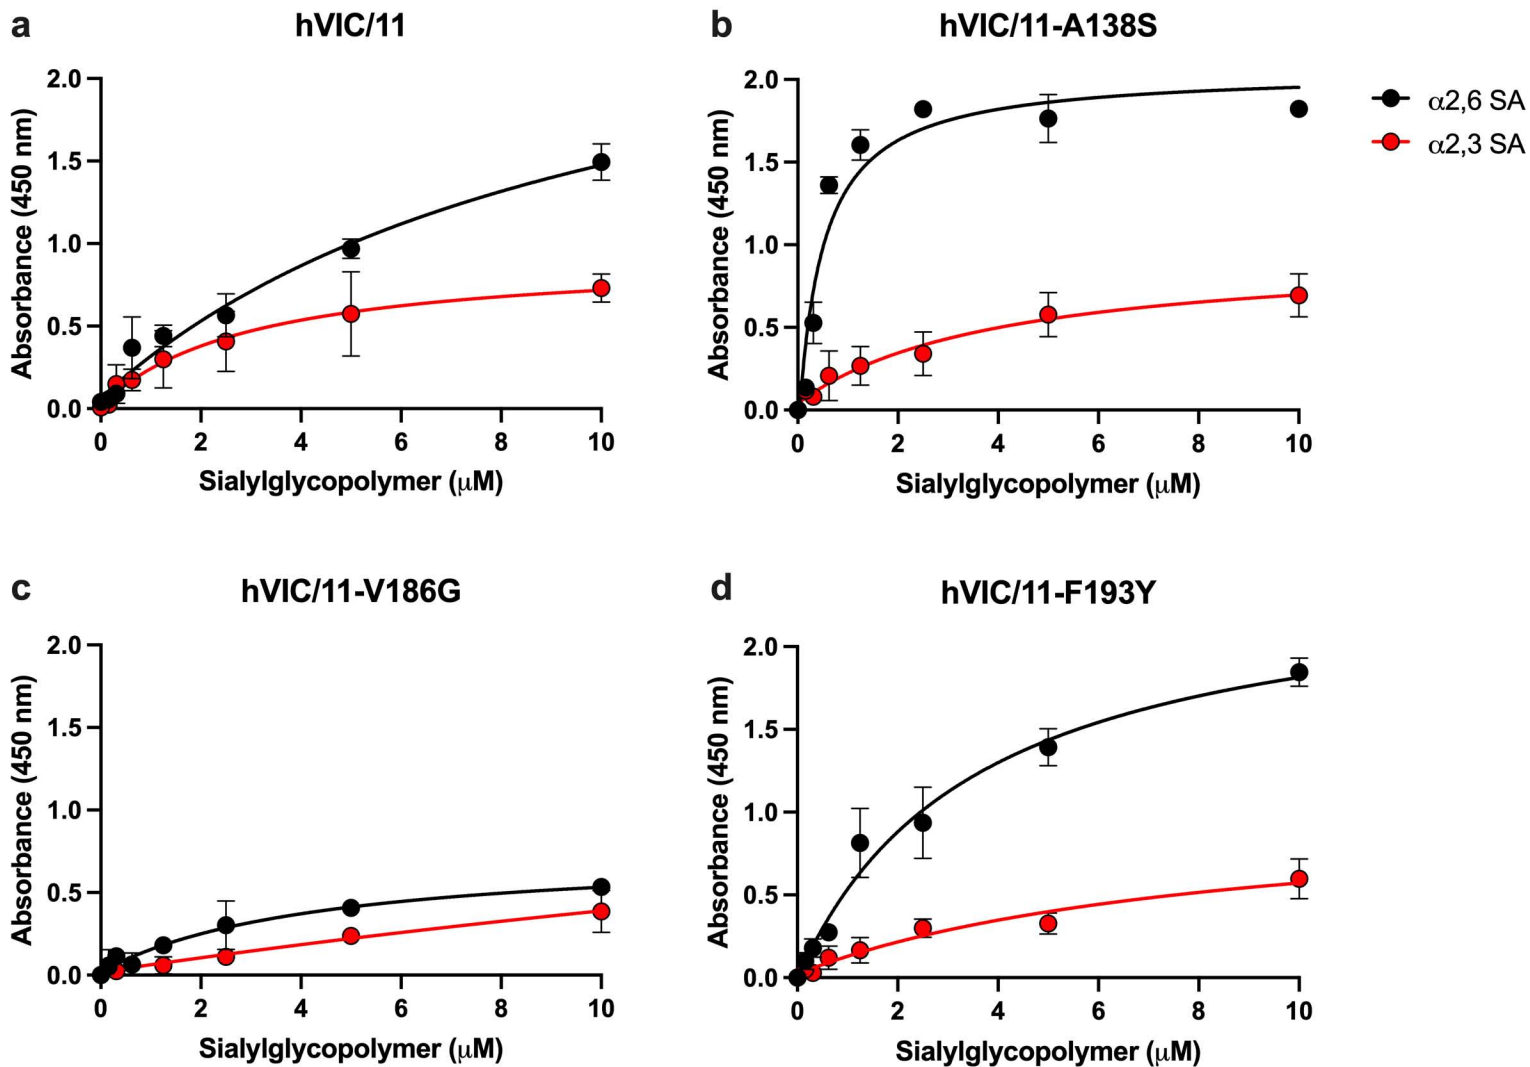 a
hVIC/11
2.0
1.5
1.0
0.5
0.0
0 2 4 6 8 10
Absorbance (450 nm)
Sialylglycopolymer (μM)
b
hVIC/11-A138S
2.0
1.5
1.0
0.5
0.0
0 2 4 6 8 10
Absorbance (450 nm)
Sialylglycopolymer (μM)
α2,6 SA
α2,3 SA
c
hVIC/11-V186G
2.0
1.5
1.0
0.5
0.0
0 2 4 6 8 10
Absorbance (450 nm)
Sialylglycopolymer (μM)
d
hVIC/11-F193Y
2.0
1.5
1.0
0.5
0.0
0 2 4 6 8 10
Absorbance (450 nm)
Sialylglycopolymer (μM)